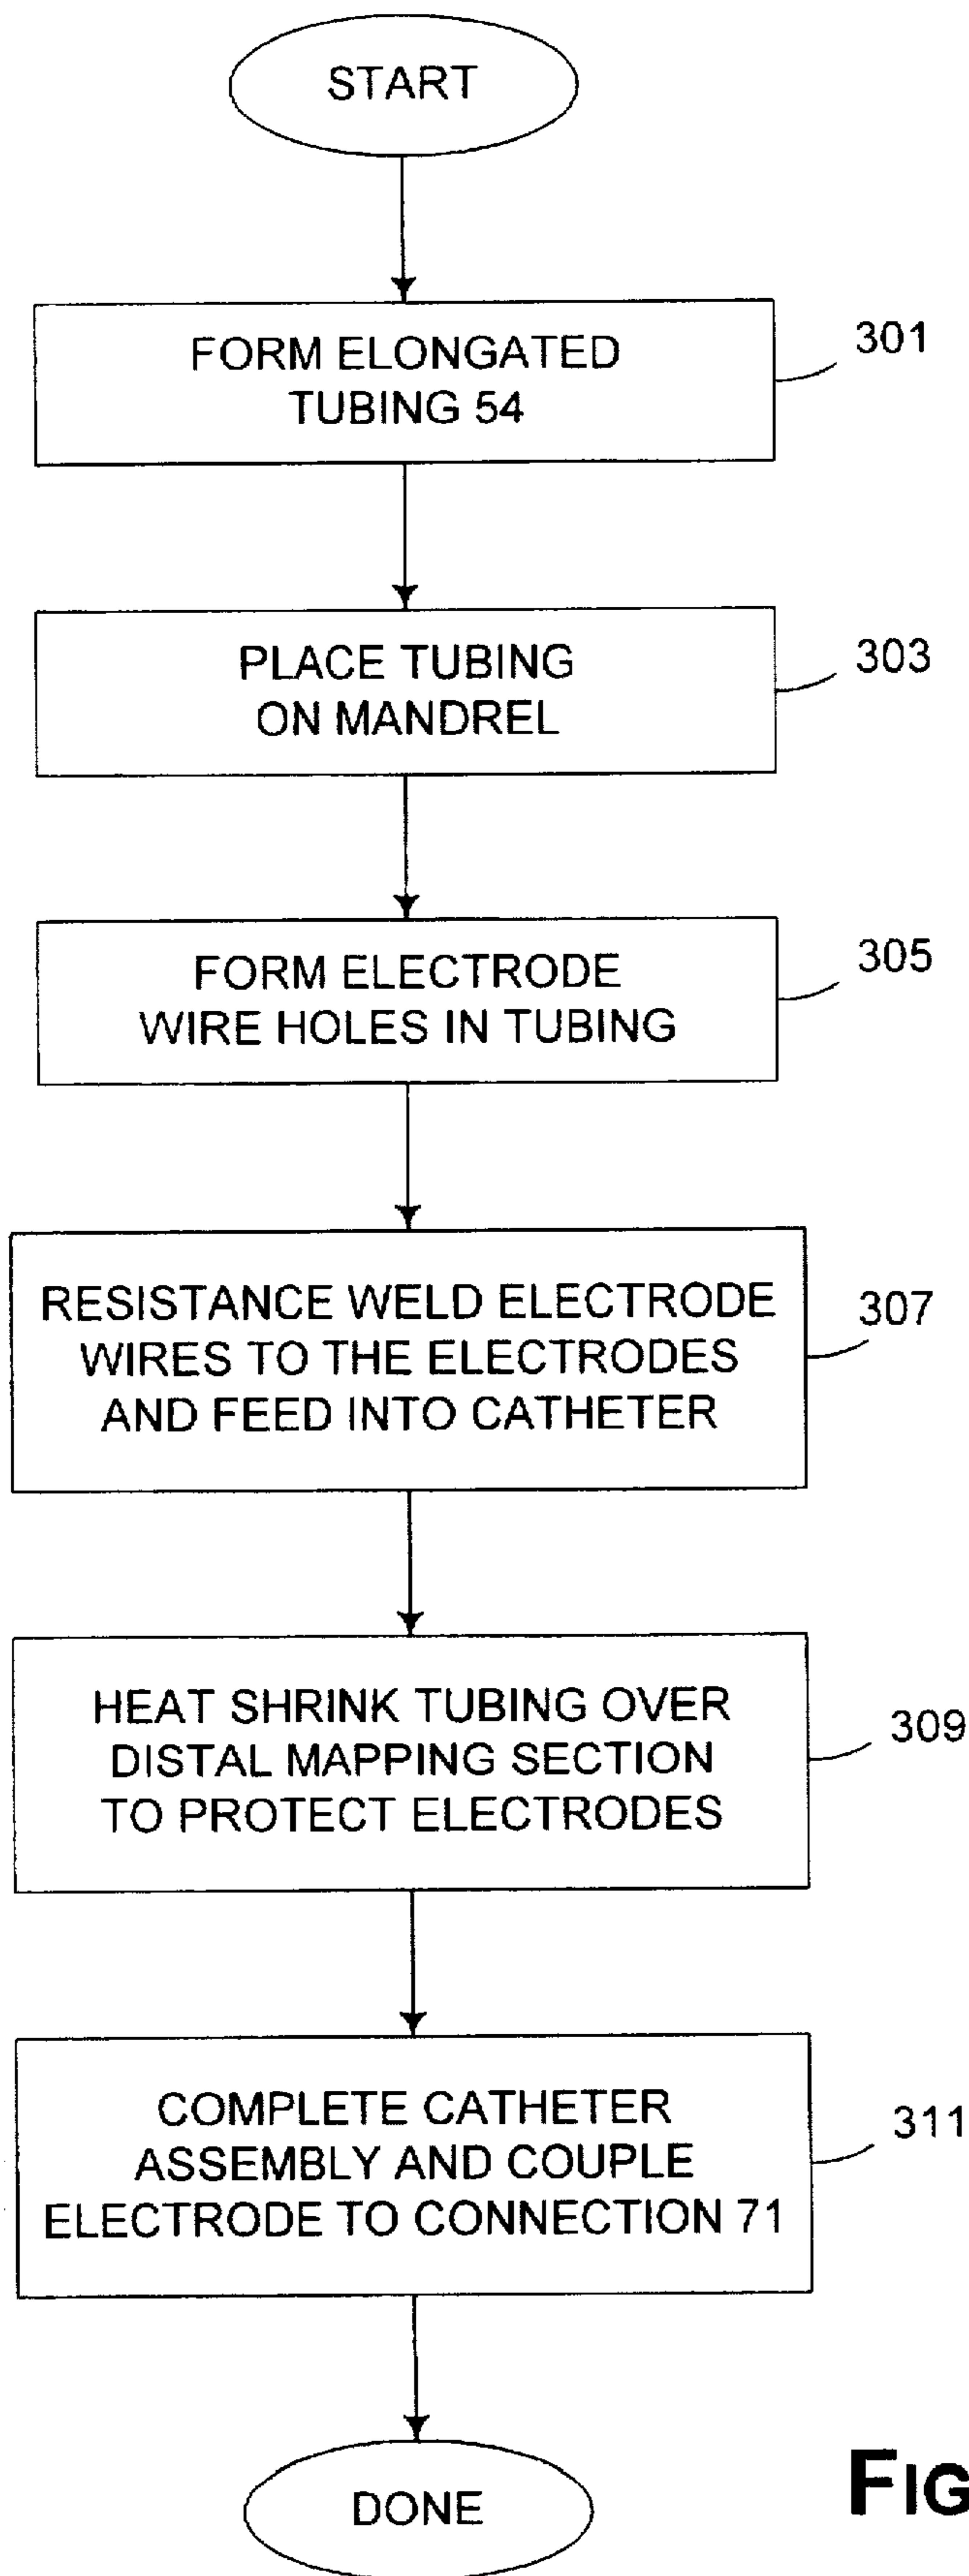 START
FORM ELONGATED
TUBING 54
301
PLACE TUBING
ON MANDREL
303
FORM ELECTRODE
WIRE HOLES IN TUBING
305
RESISTANCE WELD ELECTRODE
WIRES TO THE ELECTRODES
AND FEED INTO CATHETER
307
HEAT SHRINK TUBING OVER
DISTAL MAPPING SECTION
TO PROTECT ELECTRODES
309
COMPLETE CATHETER
ASSEMBLY AND COUPLE
ELECTRODE TO CONNECTION 71
311
DONE
FIG